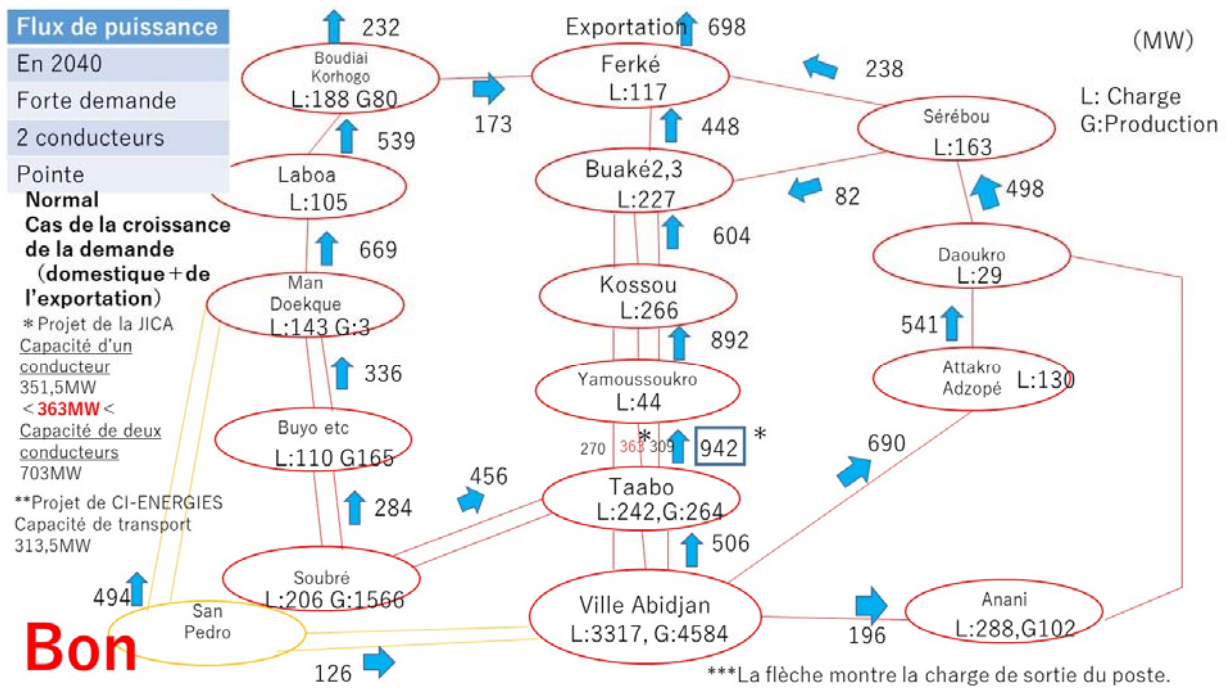 Flux de puissance
En 2040
Forte demande
2 conducteurs
Pointe
Normal
Cas de la croissance
de la demande
(domestique+de
l'exportation)
*Projet de la JICA
Capacité d'un
conducteur
351,5MW
<363MW<
Capacité de deux
conducteurs
703MW
**Projet de CI-ENERGIES
Capacité de transport
313,5MW
Bon
232
Exportation
698
(MW)
L: Charge
G:Production
Boudiai
Korhogo
L:188 G80
173
Ferké
L:117
238
Sérébou
L:163
539
448
Laboa
L:105
Buaké2,3
L:227
82
498
669
604
Daoukro
L:29
Man
Doekque
L:143 G:3
Kossou
L:266
541
336
892
Yamoussoukro
L:44
Attakro
Adzopé
L:130
Buyo etc
L:110 G165
270
363
309
*
942
*
690
284
456
Taabo
L:242,G:264
506
Soubré
L:206 G:1566
494
San
Pedro
126
Ville Abidjan
L:3317, G:4584
196
Anani
L:288,G102
***La flèche montre la charge de sortie du poste.